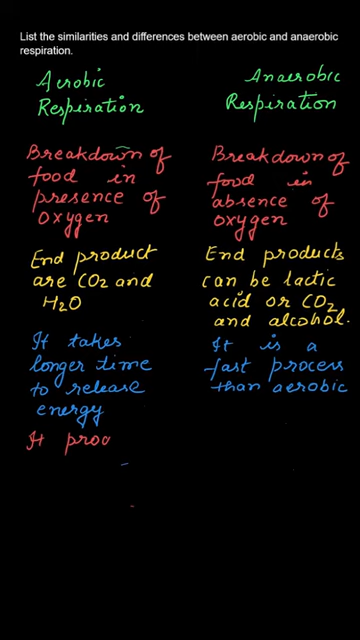 List the similarities and differences between aerobic and anaerobic
respiration.
Aerobic
Respiration
Anaerobic
Respiration
Breakdown of
food in
presence of
oxygen
Breakdown of
food in
absence of
oxygen
End product
are CO2 and
H2O
End products
can be lactic
acid or CO2
and alcohol.
It takes
longer time
to release
energy
It is a
fast process
than aerobic
It proc